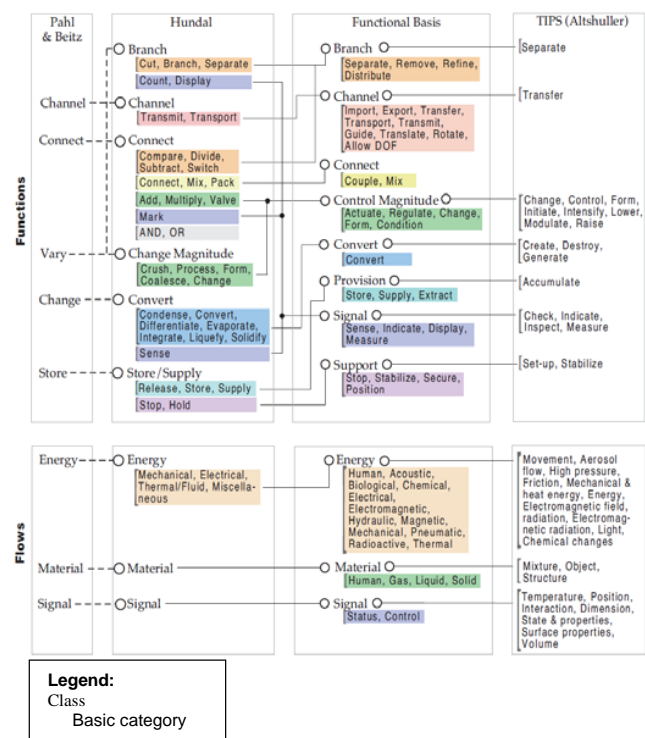 Pahl
& Beitz
Hundal
Functional Basis
TIPS (Altshuller)
Functions
Channel
Connect
Vary
Change
Store
Branch
Cut, Branch, Separate
Count, Display
Channel
Transmit, Transport
Connect
Compare, Divide,
Subtract, Switch
Connect, Mix, Pack
Add, Multiply, Valve
Mark
AND, OR
Change Magnitude
Crush, Process, Form,
Coalesce, Change
Convert
Condense, Convert,
Differentiate, Evaporate,
Integrate, Liquefy, Solidify
Sense
Store/Supply
Release, Store, Supply
Stop, Hold
Branch
Separate, Remove, Refine,
Distribute
Channel
Import, Export, Transfer,
Transport, Transmit,
Guide, Translate, Rotate,
Allow DOF
Connect
Couple, Mix
Control Magnitude
Actuate, Regulate, Change,
Form, Condition
Convert
Convert
Provision
Store, Supply, Extract
Signal
Sense, Indicate, Display,
Measure
Support
Stop, Stabilize, Secure,
Position
Separate
Transfer
Change, Control, Form,
Initiate, Intensify, Lower,
Modulate, Raise
Create, Destroy,
Generate
Accumulate
Check, Indicate,
Inspect, Measure
Set-up, Stabilize
Flows
Energy
Material
Signal
Energy
Mechanical, Electrical,
Thermal/Fluid, Miscella-
neous
Material
Signal
Energy
Human, Acoustic,
Biological, Chemical,
Electrical,
Electromagnetic,
Hydraulic, Magnetic,
Mechanical, Pneumatic,
Radioactive, Thermal
Material
Human, Gas, Liquid, Solid
Signal
Status, Control
Movement, Aerosol
flow, High pressure,
Friction, Mechanical &
heat energy, Energy,
Electromagnetic field,
radiation, Electromag-
netic radiation, Light,
Chemical changes
Mixture, Object,
Structure
Temperature, Position,
Interaction, Dimension,
State & properties,
Surface properties,
Volume
Legend:
Class
Basic category